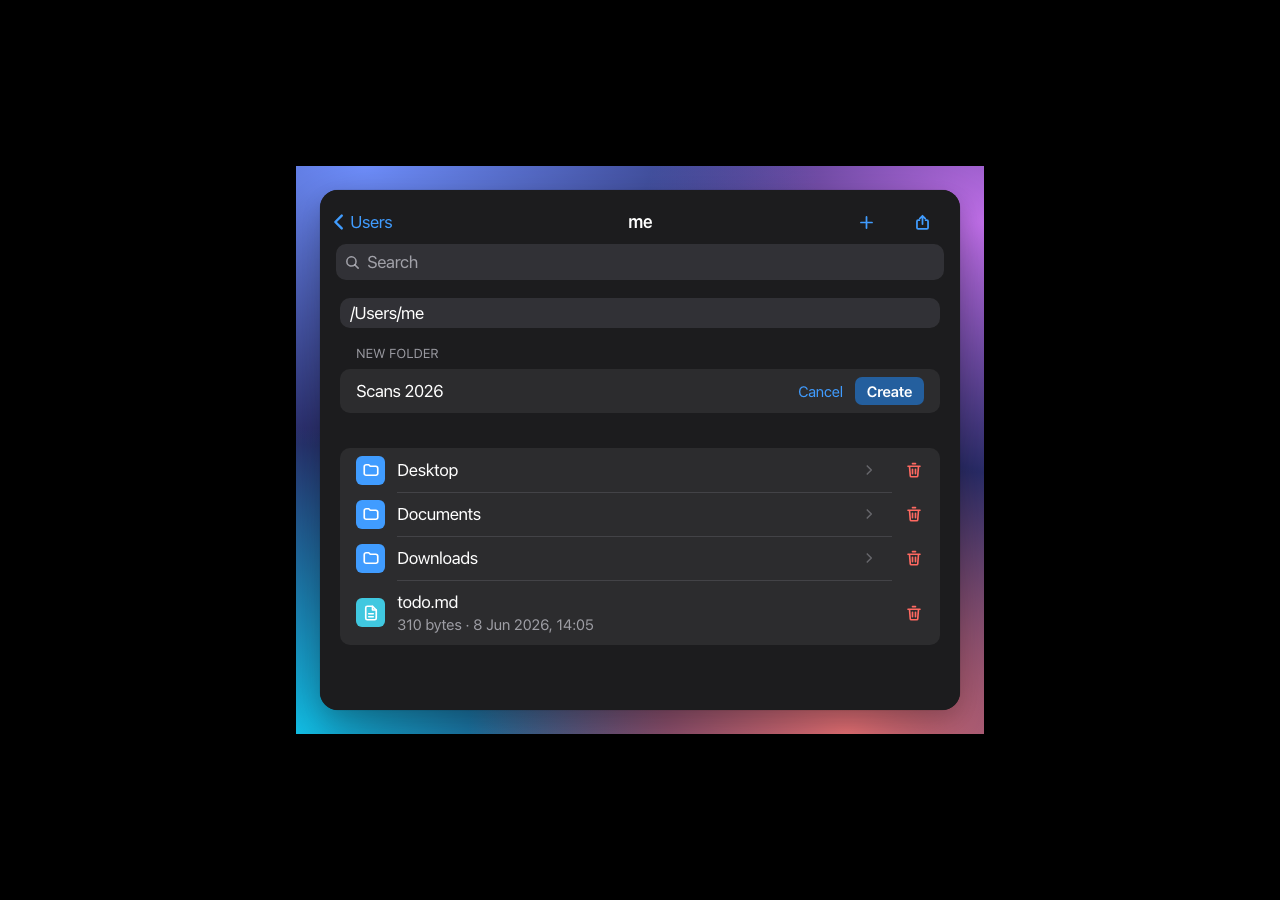 Users
me
Search
/Users/me
NEW FOLDER
Scans 2026
Cancel
Create
Desktop
Documents
Downloads
todo.md
310 bytes · 8 Jun 2026, 14:05